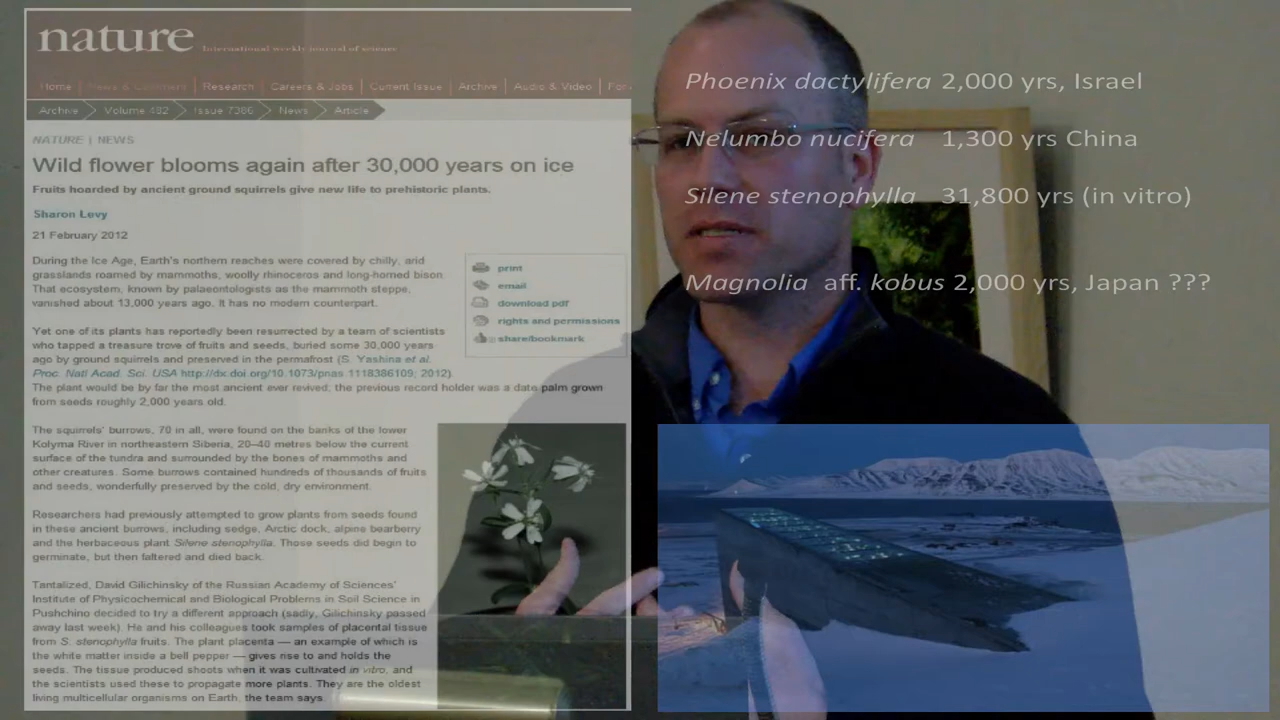 nature International weekly journal of science
Home | News & Comment | Research | Careers & Jobs | Current Issue | Archive | Audio & Video | For
Archive Volume 482 Issue 7386 News Article
NATURE | NEWS
Wild flower blooms again after 30,000 years on ice
Fruits hoarded by ancient ground squirrels give new life to prehistoric plants.
Sharon Levy
21 February 2012
During the Ice Age, Earth's northern reaches were covered by chilly, arid
grasslands roamed by mammoths, woolly rhinoceros and long-horned bison.
That ecosystem, known by palaeontologists as the mammoth steppe,
vanished about 13,000 years ago. It has no modern counterpart.
print
email
download pdf
rights and permissions
share/bookmark
Yet one of its plants has reportedly been resurrected by a team of scientists
who tapped a treasure trove of fruits and seeds, buried some 30,000 years
ago by ground squirrels and preserved in the permafrost (S. Yashina et al.
Proc. Natl Acad. Sci. USA http://dx.doi.org/10.1073/pnas.1118386109; 2012).
The plant would be by far the most ancient ever revived; the previous record holder was a date palm grown
from seeds roughly 2,000 years old.
The squirrels' burrows, 70 in all, were found on the banks of the lower
Kolyma River in northeastern Siberia, 20–40 metres below the current
surface of the tundra and surrounded by the bones of mammoths and
other creatures. Some burrows contained hundreds of thousands of fruits
and seeds, wonderfully preserved by the cold, dry environment.
Researchers had previously attempted to grow plants from seeds found
in these ancient burrows, including sedge, Arctic dock, alpine bearberry
and the herbaceous plant Silene stenophylla. Those seeds did begin to
germinate, but then faltered and died back.
Tantalized, David Gilichinsky of the Russian Academy of Sciences'
Institute of Physicochemical and Biological Problems in Soil Science in
Pushchino decided to try a different approach (sadly, Gilichinsky passed
away last week). He and his colleagues took samples of placental tissue
from S. stenophylla fruits. The plant placenta — an example of which is
the white matter inside a bell pepper — gives rise to and holds the
seeds. The tissue produced shoots when it was cultivated in vitro, and
the scientists used these to propagate more plants. They are the oldest
living multicellular organisms on Earth, the team says.
Phoenix dactylifera 2,000 yrs, Israel
Nelumbo nucifera 1,300 yrs China
Silene stenophylla 31,800 yrs (in vitro)
Magnolia aff. kobus 2,000 yrs, Japan ???